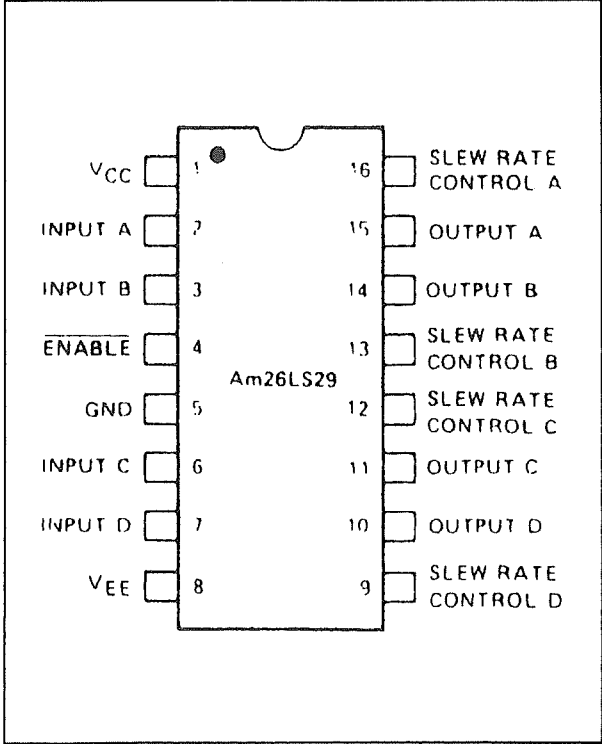 VCC 1
INPUT A 2
INPUT B 3
ENABLE 4
GND 5
INPUT C 6
INPUT D 7
VEE 8
Am26LS29
16 SLEW RATE
CONTROL A
15 OUTPUT A
14 OUTPUT B
13 SLEW RATE
CONTROL B
12 SLEW RATE
CONTROL C
11 OUTPUT C
10 OUTPUT D
9 SLEW RATE
CONTROL D